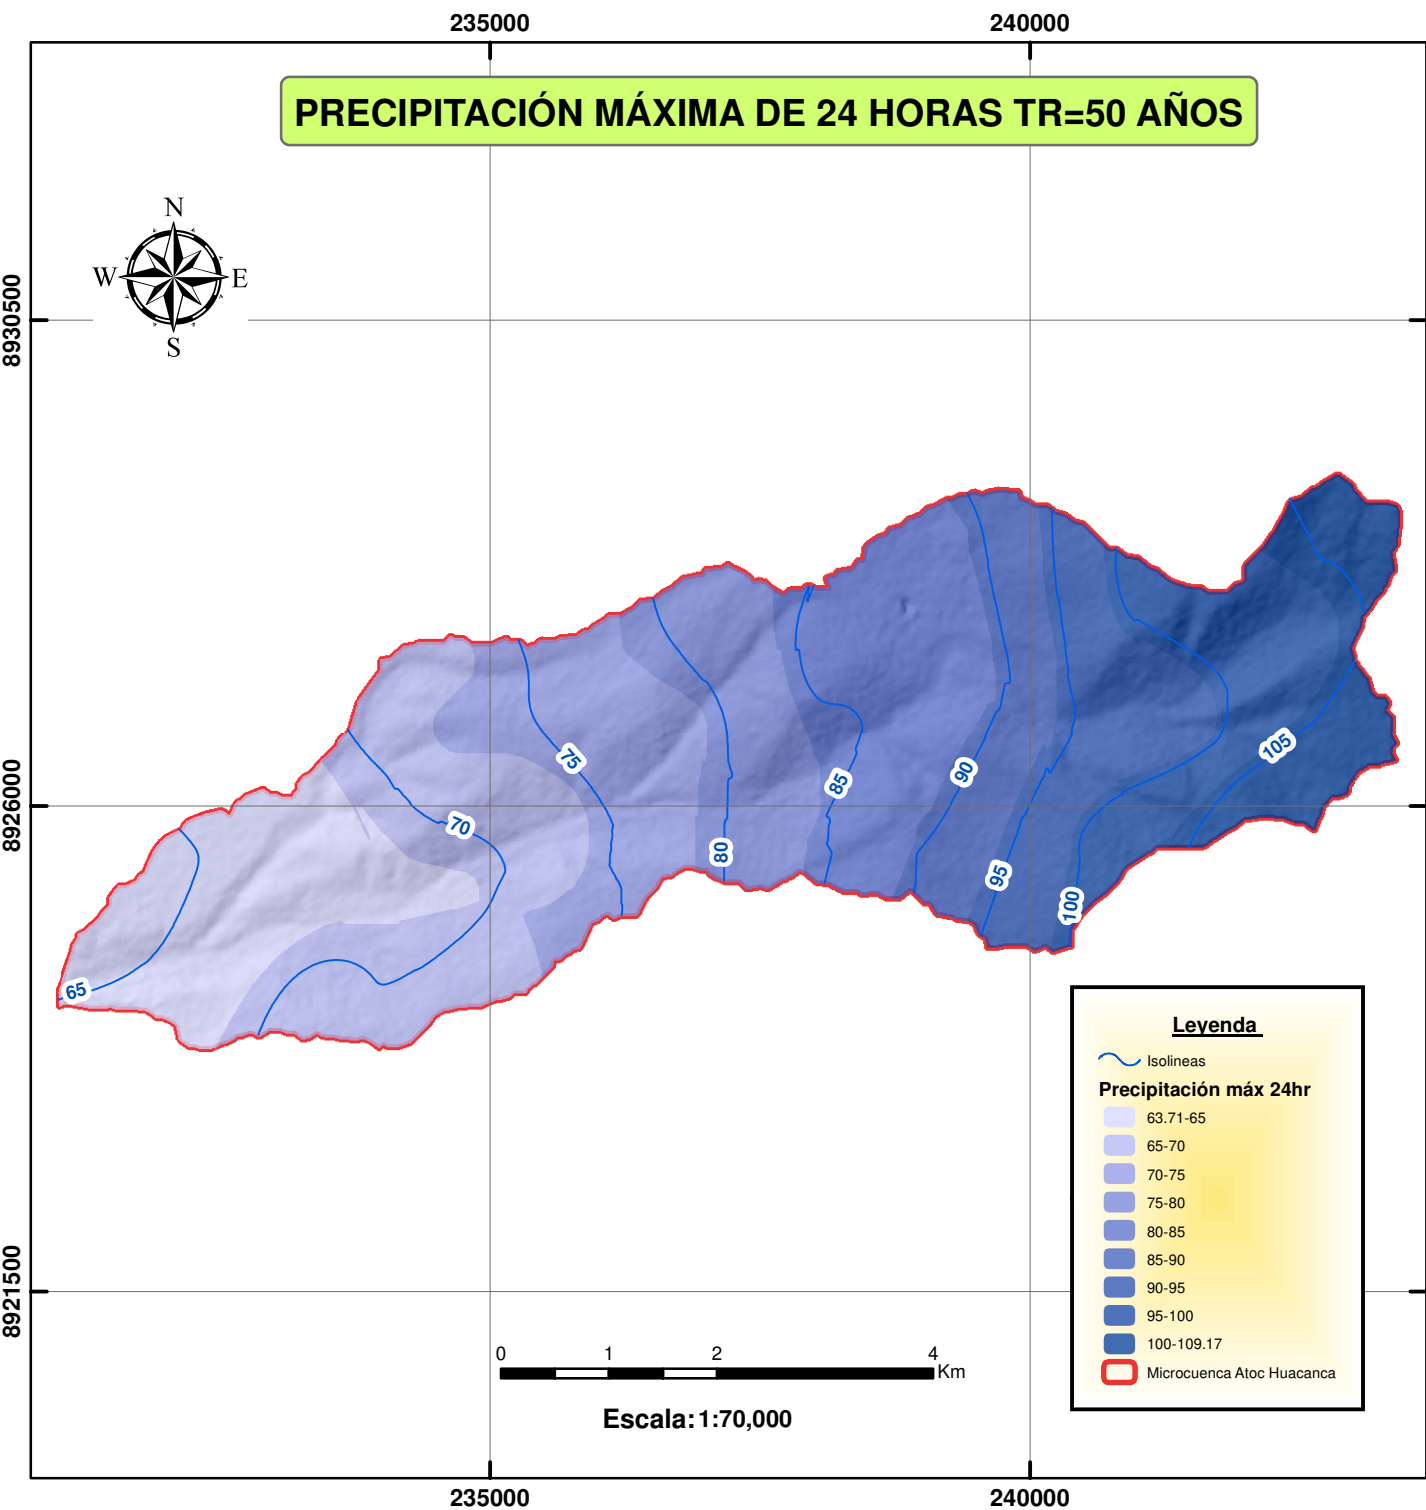 235000 240000
PRECIPITACIÓN MÁXIMA DE 24 HORAS TR=50 AÑOS
N
W E
S
8930500
8926000
8921500
65
70
75
80
85
90
95
100
105
Leyenda
Isolineas
Precipitación máx 24hr
63.71-65
65-70
70-75
75-80
80-85
85-90
90-95
95-100
100-109.17
Microcuenca Atoc Huacanca
0 1 2 4
Km
Escala: 1:70,000
235000 240000